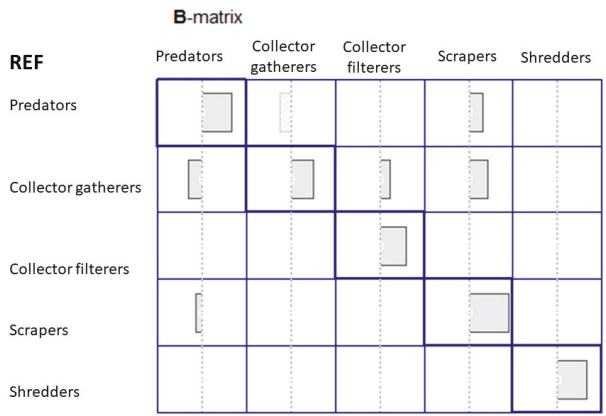 B-matrix
REF
Predators
Collector
gatherers
Collector
filterers
Scrapers
Shredders
Predators
Collector gatherers
Collector filterers
Scrapers
Shredders